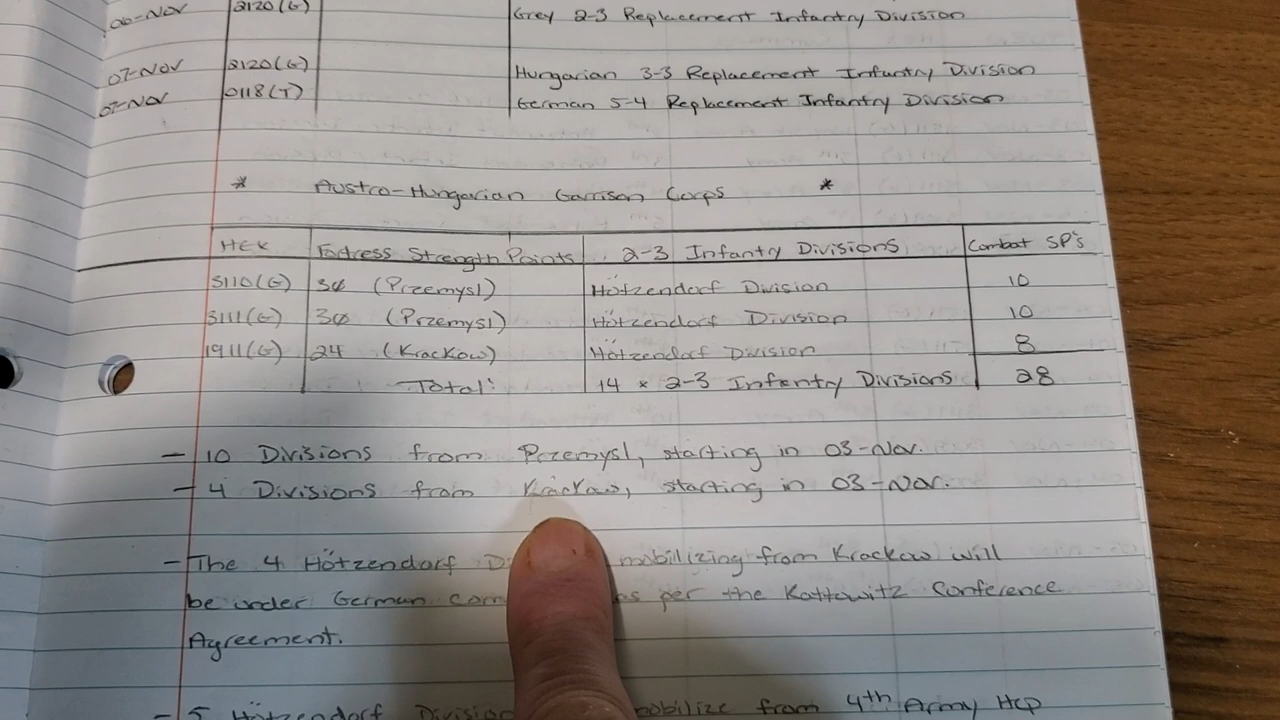 06-Nov 2120(G) Grey 2-3 Replacement Infantry Division
07-Nov 2120(G) Hungarian 3-3 Replacement Infantry Division
07-Nov 0118(T) German 5-4 Replacement Infantry Division
* Austro-Hungarian Garrison Corps *
HEX Fortress Strength Points 2-3 Infantry Divisions Combat SP's
3110(G) 30 (Przemysl) Hötzendorf Division 10
3111(G) 30 (Przemysl) Hötzendorf Division 10
1911(G) 24 (Krackow) Hötzendorf Division 8
Total: 14 x 2-3 Infantry Divisions 28
- 10 Divisions from Przemysl, starting in 03-Nov.
- 4 Divisions from Krackow, starting in 03-Nov.
- The 4 Hötzendorf mobilizing from Krackow will
be under German as per the Kattowitz Conference
Agreement.
- 5 Hötzendorf Division mobilize from 4th Army HQ